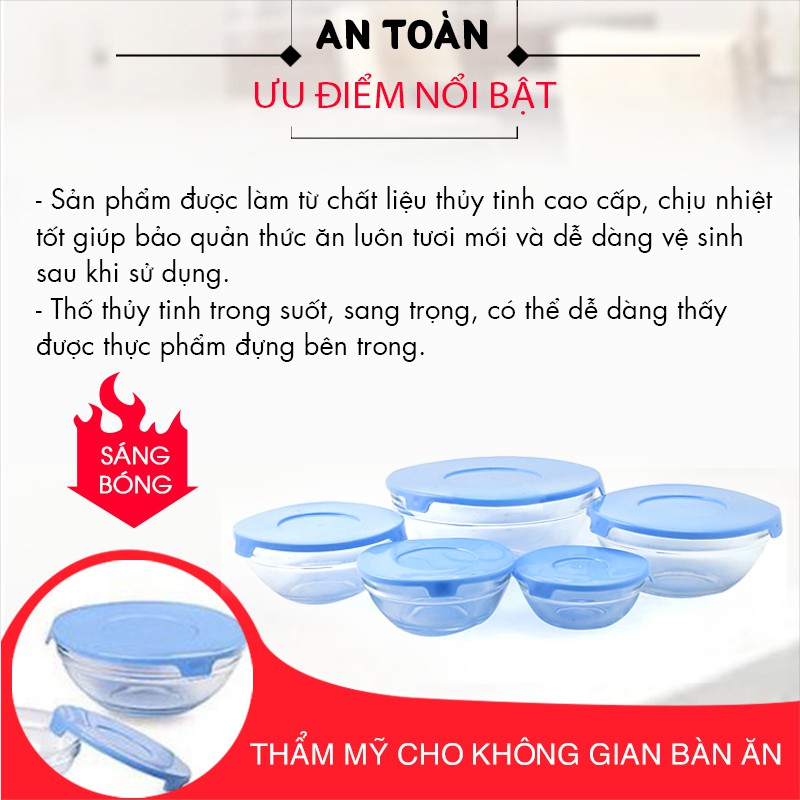 AN TOÀN
ƯU ĐIỂM NỔI BẬT
- Sản phẩm được làm từ chất liệu thủy tinh cao cấp, chịu nhiệt
tốt giúp bảo quản thức ăn luôn tươi mới và dễ dàng vệ sinh
sau khi sử dụng.
- Thố thủy tinh trong suốt, sang trọng, có thể dễ dàng thấy
được thực phẩm đựng bên trong.
SÁNG
BÓNG
THẨM MỸ CHO KHÔNG GIAN BÀN ĂN